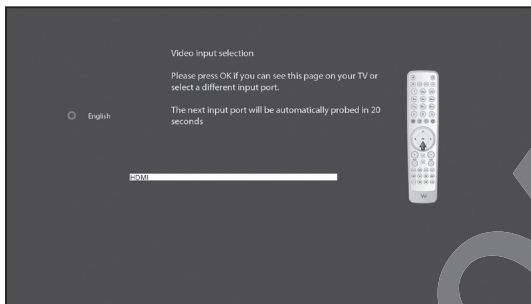 Video input selection
Please press OK if you can see this page on your TV or
select a different input port.
English
The next input port will be automatically probed in 20
seconds
HDMI